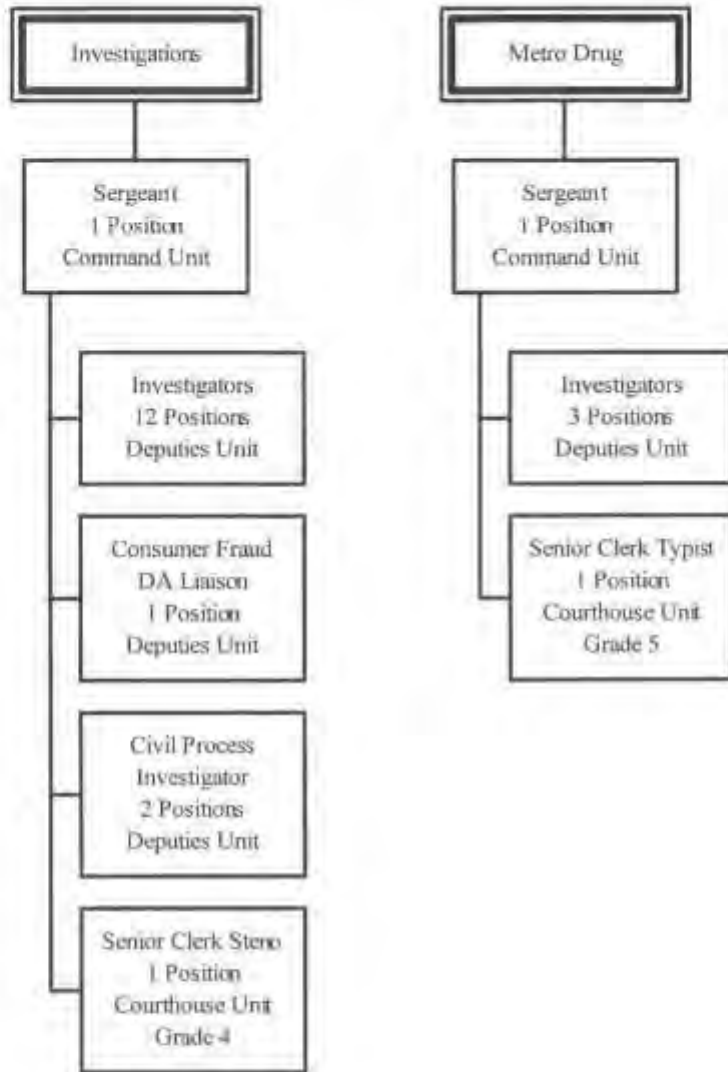 Investigations
Sergeant
1 Position
Command Unit
Investigators
12 Positions
Deputies Unit
Consumer Fraud
DA Liaison
1 Position
Deputies Unit
Civil Process
Investigator
2 Positions
Deputies Unit
Senior Clerk Steno
1 Position
Courthouse Unit
Grade 4
Metro Drug
Sergeant
1 Position
Command Unit
Investigators
3 Positions
Deputies Unit
Senior Clerk Typist
1 Position
Courthouse Unit
Grade 5